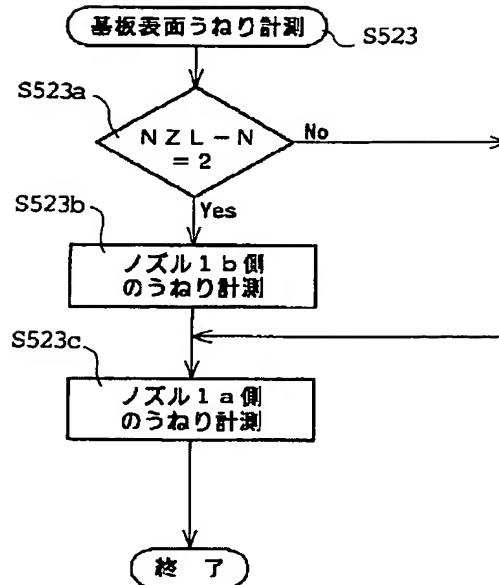 基板表面うねり計測
S523
S523a
NZL-N
=2
No
Yes
S523b
ノズル1b側
のうねり計測
S523c
ノズル1a側
のうねり計測
終 了